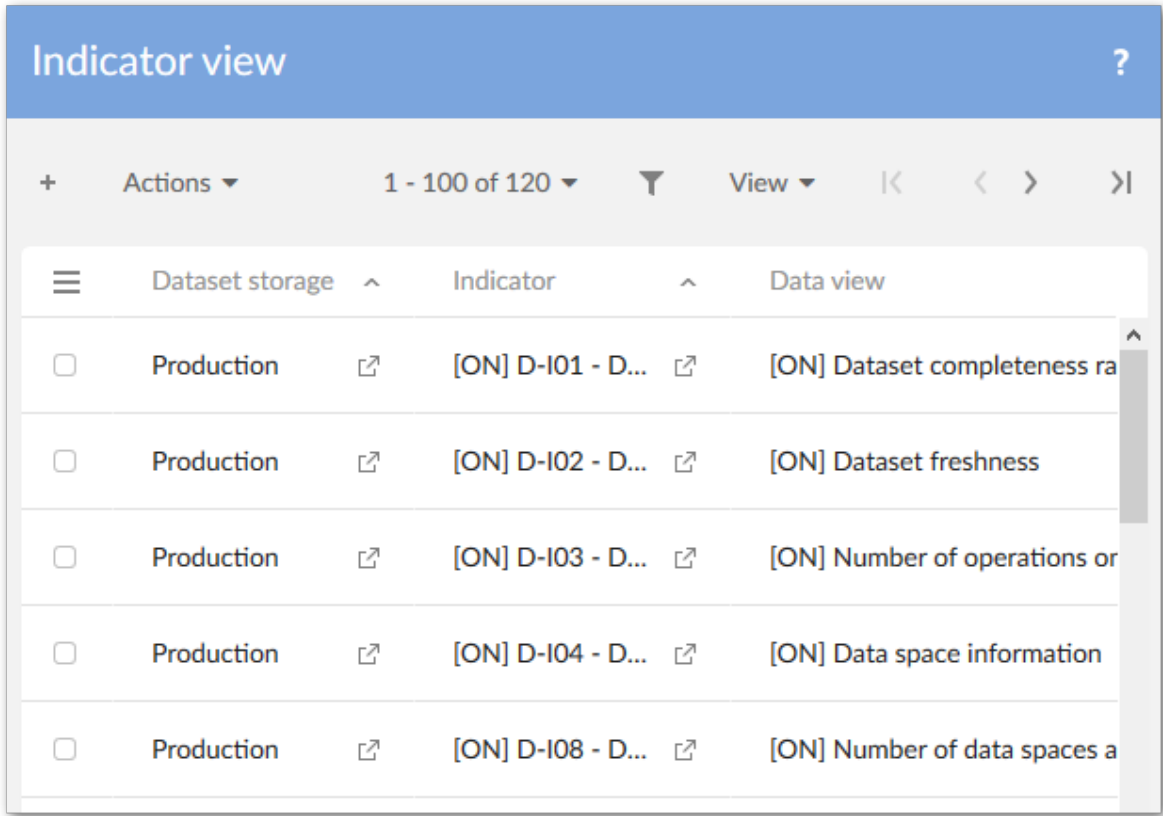 Indicator view ?
+ Actions 1 - 100 of 120 View
Dataset storage Indicator Data view
Production [ON] D-I01 - D... [ON] Dataset completeness ra
Production [ON] D-I02 - D... [ON] Dataset freshness
Production [ON] D-I03 - D... [ON] Number of operations or
Production [ON] D-I04 - D... [ON] Data space information
Production [ON] D-I08 - D... [ON] Number of data spaces a